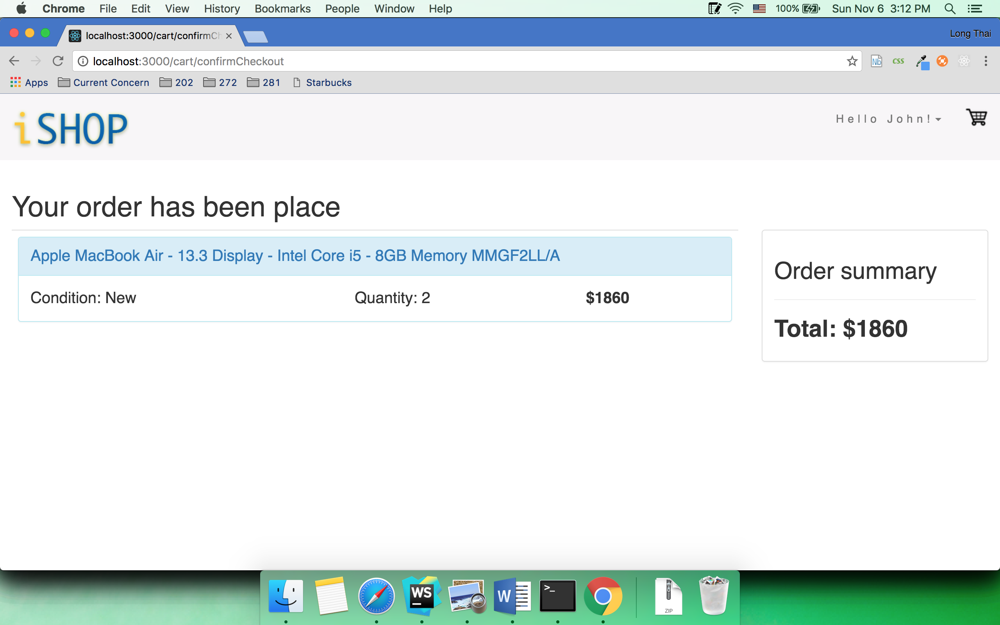 Chrome File Edit View History Bookmarks People Window Help 100% Sun Nov 6 3:12 PM
localhost:3000/cart/confirmCh Long Thai
localhost:3000/cart/confirmCheckout Nb css
Apps Current Concern 202 272 281 Starbucks
i SHOP Hello John!
Your order has been place
Apple MacBook Air - 13.3 Display - Intel Core i5 - 8GB Memory MMGF2LL/A
Condition: New Quantity: 2 $1860
Order summary
Total: $1860
WS W >_ ZIP